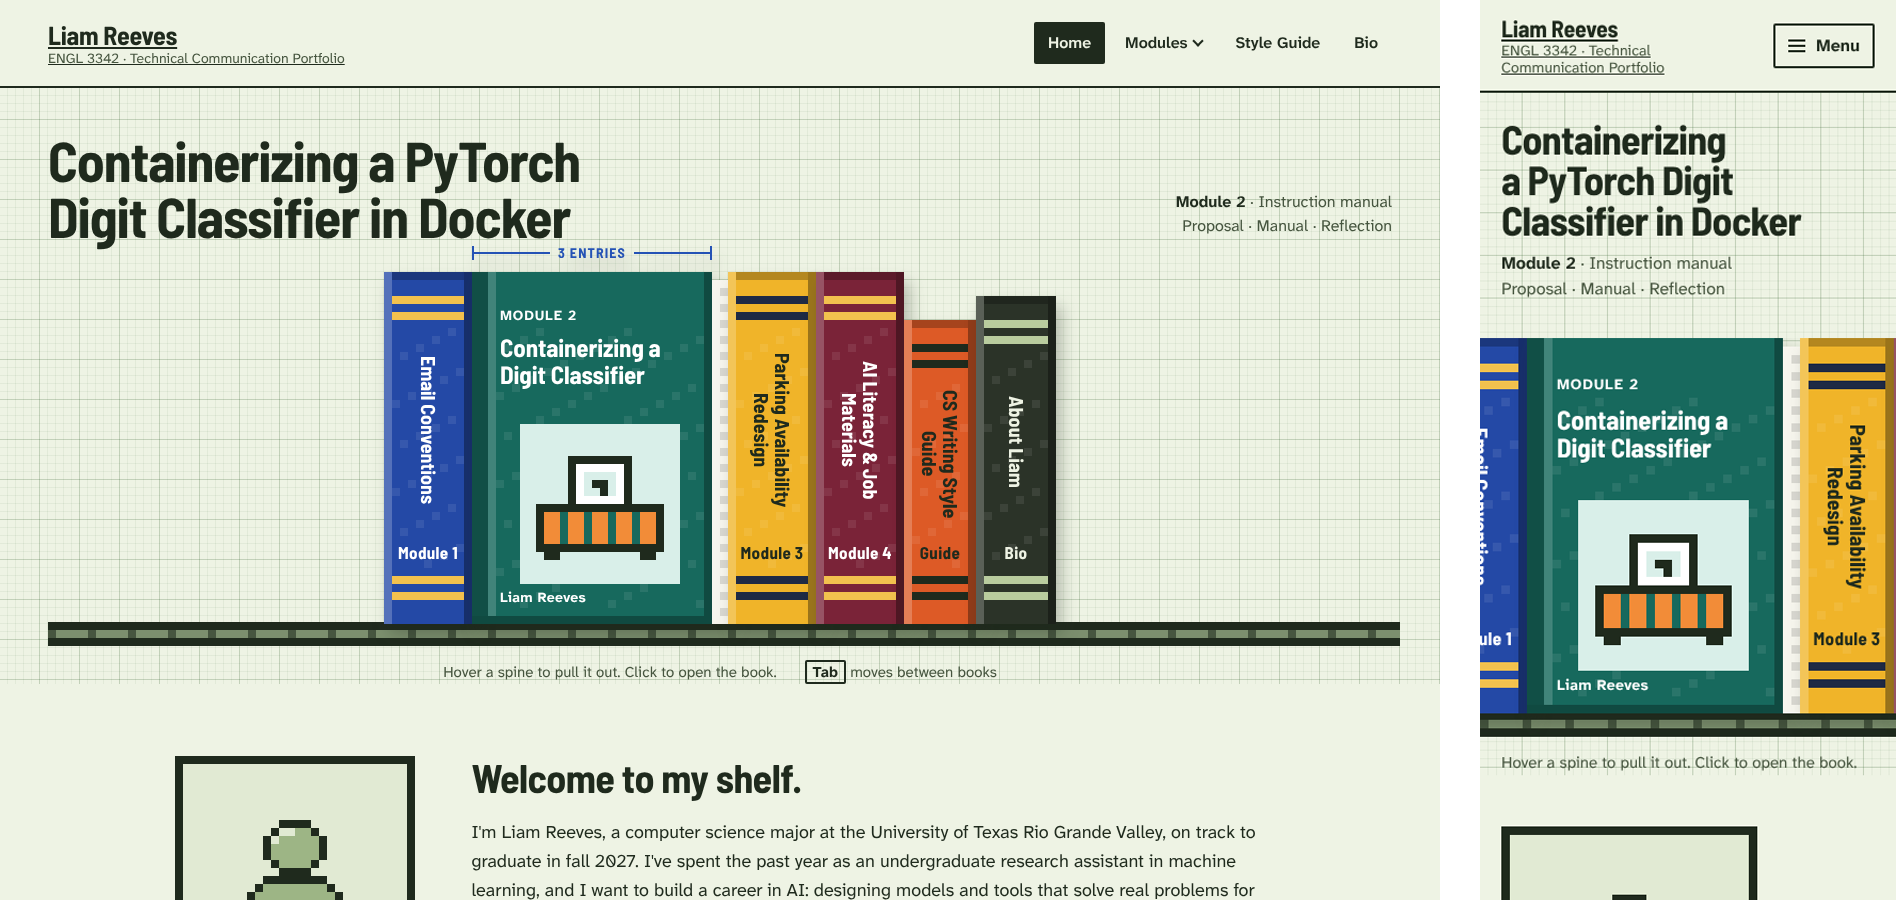 Liam Reeves
ENGL 3342 · Technical Communication Portfolio
Home
Modules
Style Guide
Bio
Containerizing a PyTorch
Digit Classifier in Docker
Module 2 · Instruction manual
Proposal · Manual · Reflection
3 ENTRIES
Email Conventions
Module 1
MODULE 2
Containerizing a
Digit Classifier
Liam Reeves
Parking Availability
Redesign
Module 3
AI Literacy & Job
Materials
Module 4
CS Writing Style
Guide
Guide
About Liam
Bio
Hover a spine to pull it out. Click to open the book.
Tab moves between books
Welcome to my shelf.
I'm Liam Reeves, a computer science major at the University of Texas Rio Grande Valley, on track to
graduate in fall 2027. I've spent the past year as an undergraduate research assistant in machine
learning, and I want to build a career in AI: designing models and tools that solve real problems for
Liam Reeves
ENGL 3342 · Technical
Communication Portfolio
Menu
Containerizing
a PyTorch Digit
Classifier in Docker
Module 2 · Instruction manual
Proposal · Manual · Reflection
Email Conventions
ule 1
MODULE 2
Containerizing a
Digit Classifier
Liam Reeves
Parking Availability
Redesign
Module 3
Hover a spine to pull it out. Click to open the book.